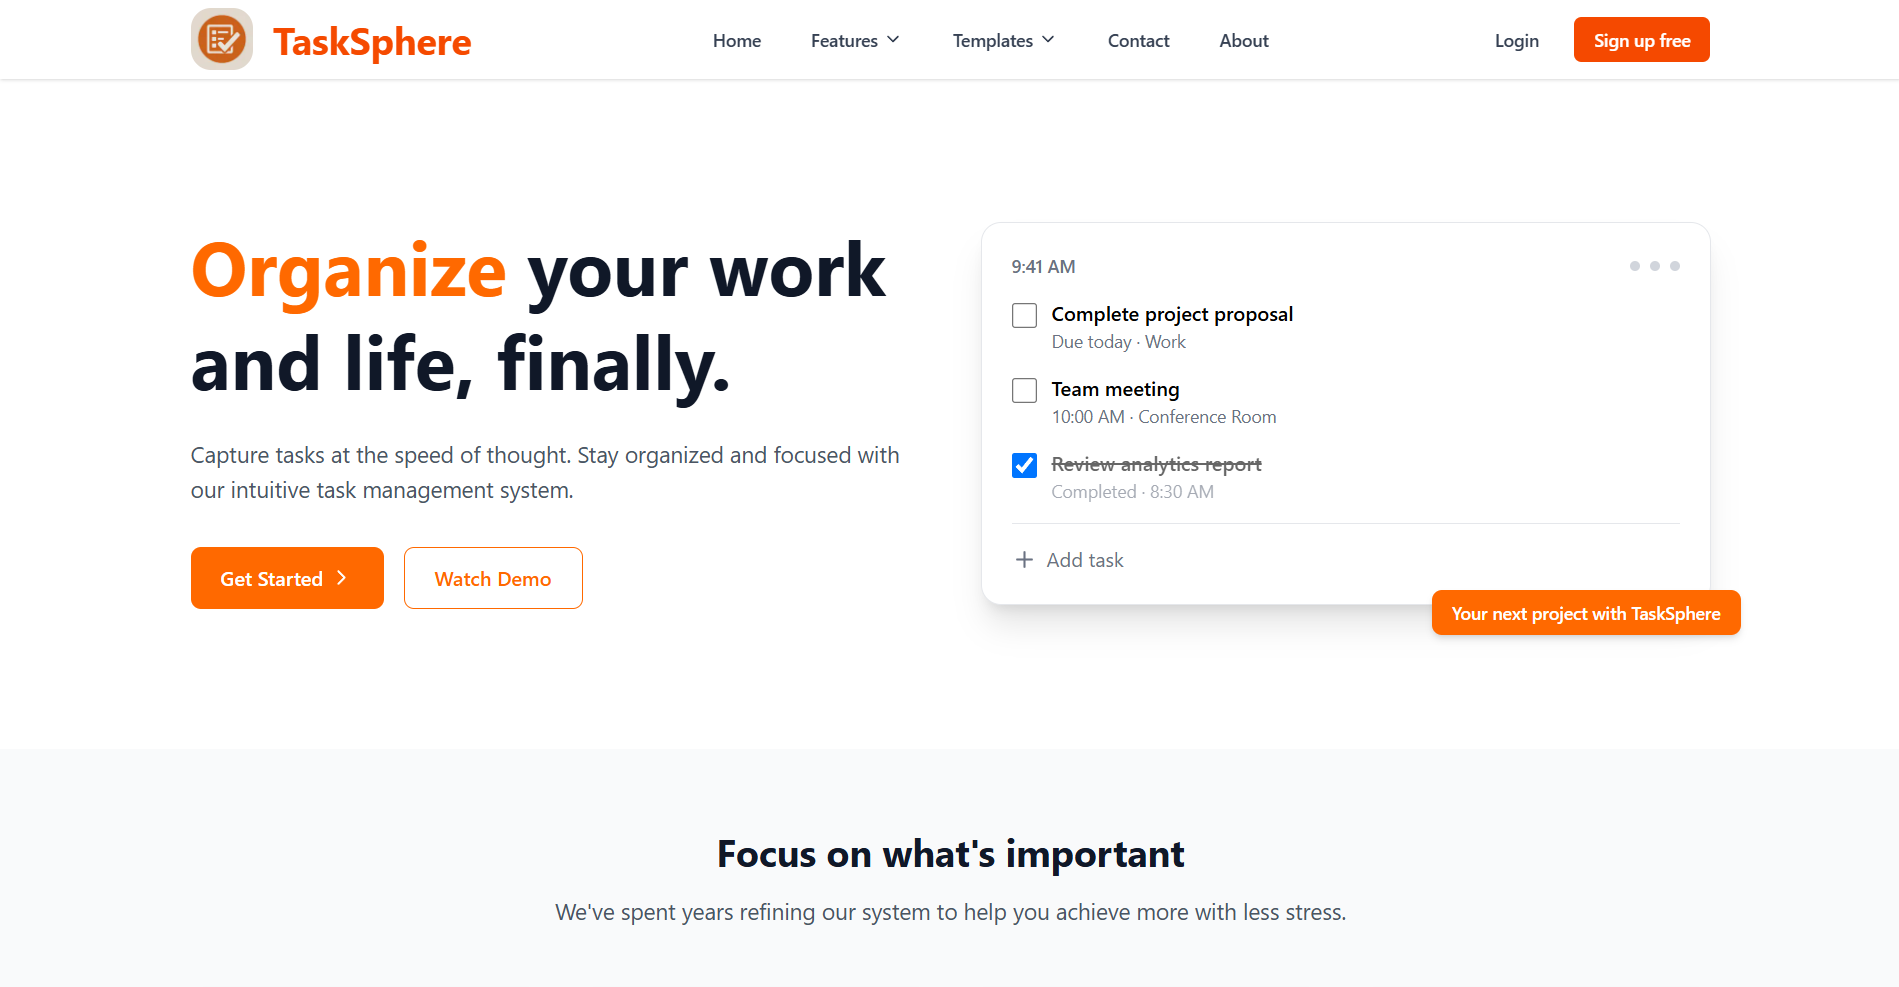 TaskSphere
Home
Features
Templates
Contact
About
Login
Sign up free
Organize your work
and life, finally.
Capture tasks at the speed of thought. Stay organized and focused with
our intuitive task management system.
Get Started
Watch Demo
9:41 AM
Complete project proposal
Due today · Work
Team meeting
10:00 AM · Conference Room
Review analytics report
Completed · 8:30 AM
Add task
Your next project with TaskSphere
Focus on what's important
We've spent years refining our system to help you achieve more with less stress.